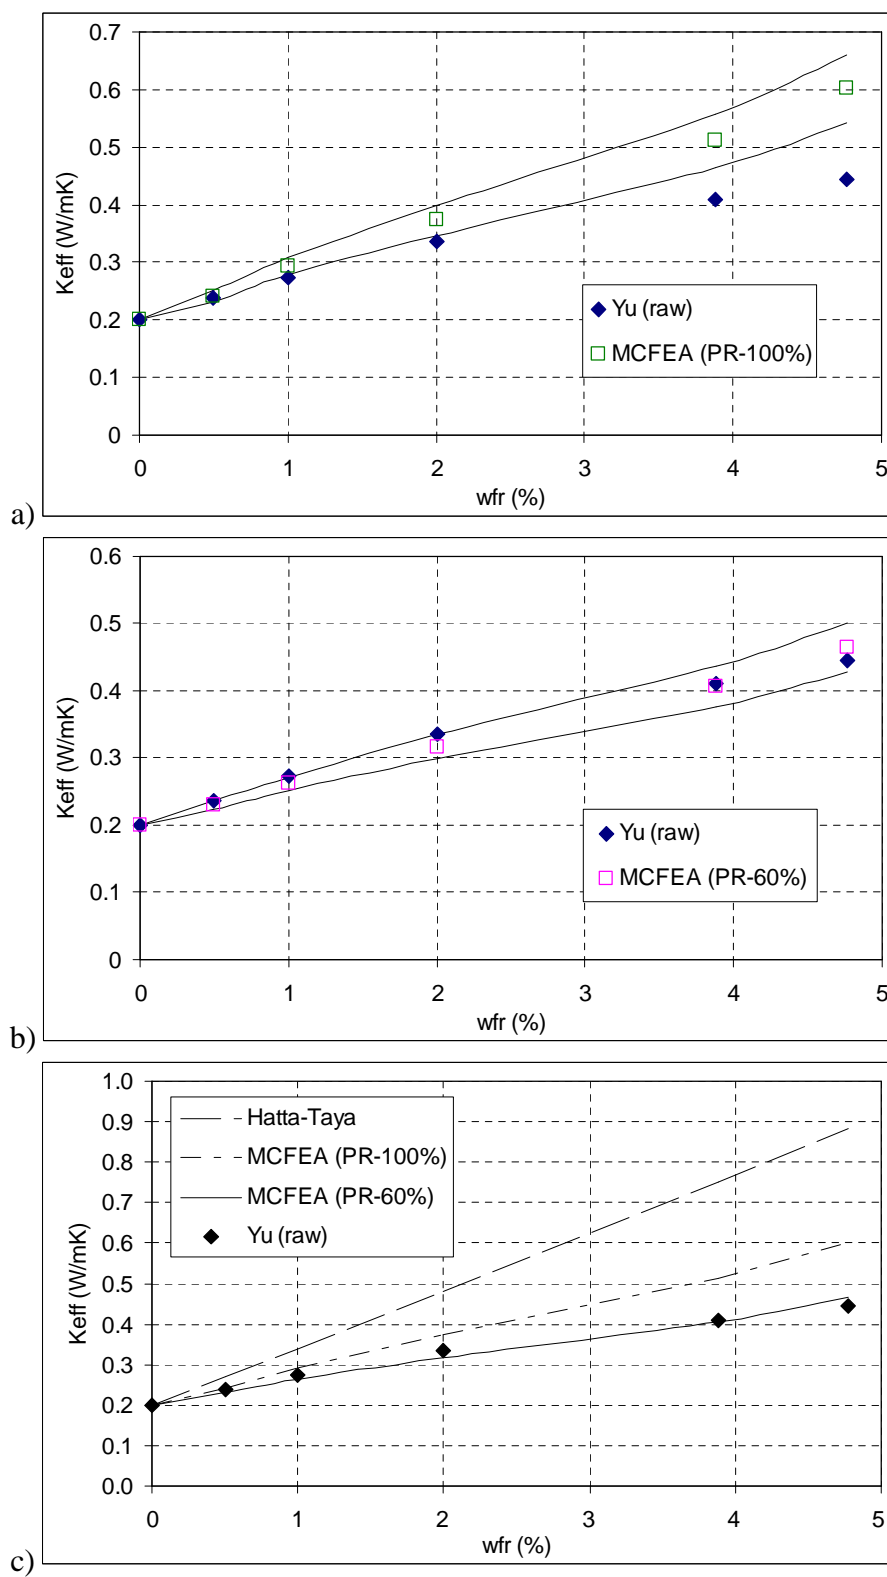 0.7
0.6
0.5
0.4
0.3
0.2
0.1
0
Keff (W/mK)
Yu (raw)
MCFEA (PR-100%)
0 1 2 3 4 5
wfr (%)
a)
0.6
0.5
0.4
0.3
0.2
0.1
0
Keff (W/mK)
Yu (raw)
MCFEA (PR-60%)
0 1 2 3 4 5
wfr (%)
b)
1.0
0.9
0.8
0.7
0.6
0.5
0.4
0.3
0.2
0.1
0.0
Keff (W/mK)
Hatta-Taya
MCFEA (PR-100%)
MCFEA (PR-60%)
Yu (raw)
0 1 2 3 4 5
wfr (%)
c)